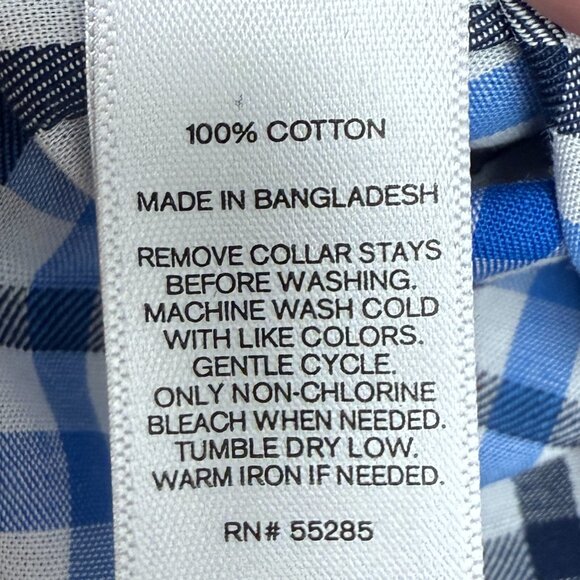 100% COTTON
MADE IN BANGLADESH
REMOVE COLLAR STAYS
BEFORE WASHING.
MACHINE WASH COLD
WITH LIKE COLORS.
GENTLE CYCLE.
ONLY NON-CHLORINE
BLEACH WHEN NEEDED.
TUMBLE DRY LOW.
WARM IRON IF NEEDED.
RN# 55285